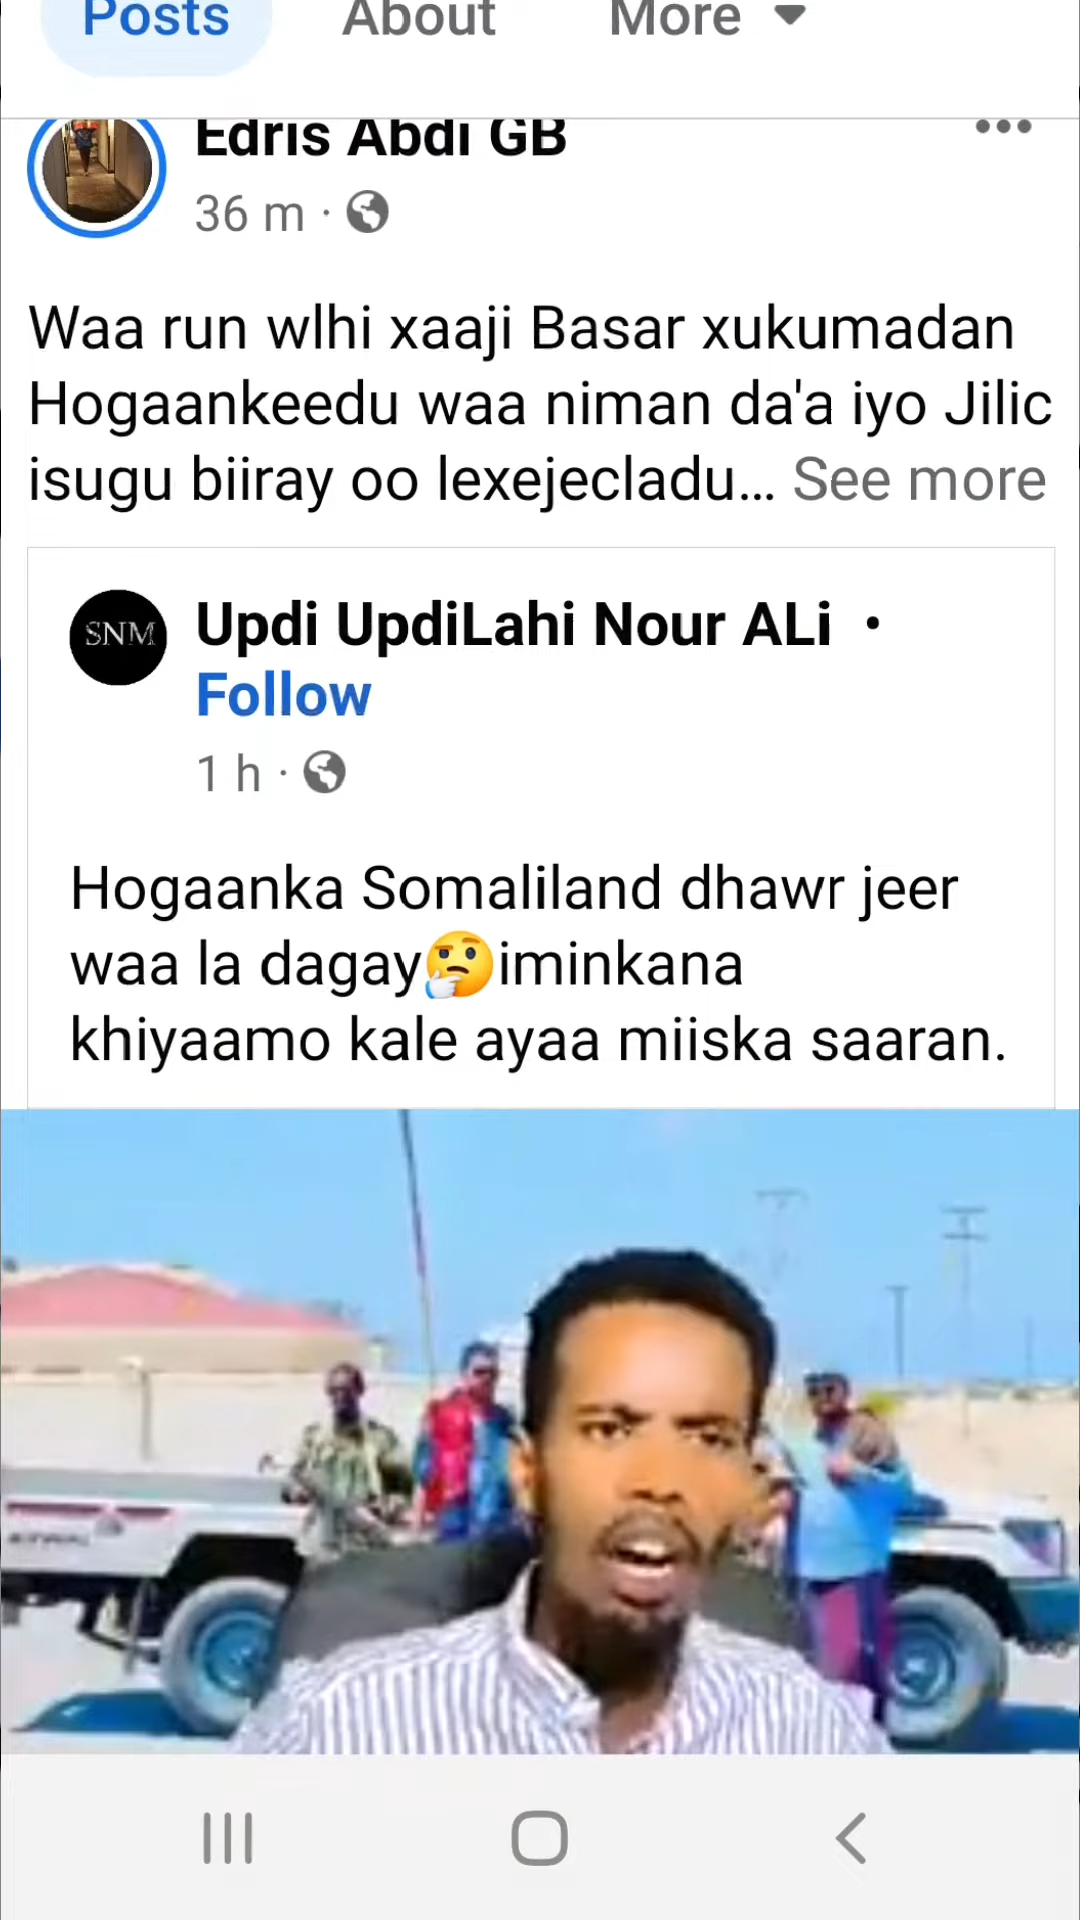 Posts About More
Edris Abdi GB
36 m ·
Waa run wlhi xaaji Basar xukumadan
Hogaankeedu waa niman da'a iyo Jilic
isugu biiray oo lexejecladu... See more
SNM
Updi UpdiLahi Nour ALi •
Follow
1 h ·
Hogaanka Somaliland dhawr jeer
waa la dagay🤔iminkana
khiyaamo kale ayaa miiska saaran.